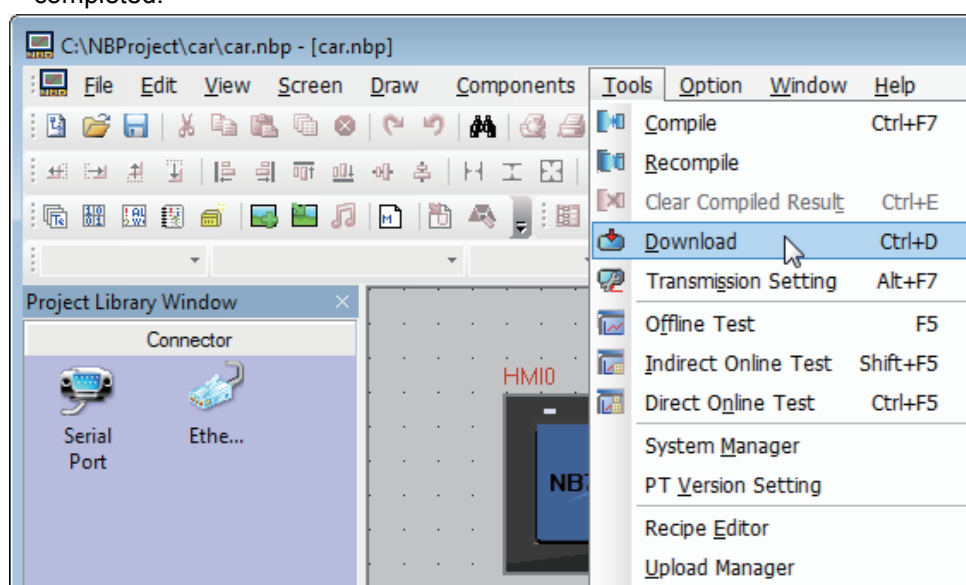 completed.
C:\NBProject\car\car.nbp - [car.nbp]
File Edit View Screen Draw Components Tools Option Window Help
Compile Ctrl+F7
Recompile
Clear Compiled Result Ctrl+E
Download Ctrl+D
Transmission Setting Alt+F7
Offline Test F5
Indirect Online Test Shift+F5
Direct Online Test Ctrl+F5
System Manager
PT Version Setting
Recipe Editor
Upload Manager
Project Library Window
Connector
Serial Port
Ethe...
HMI0